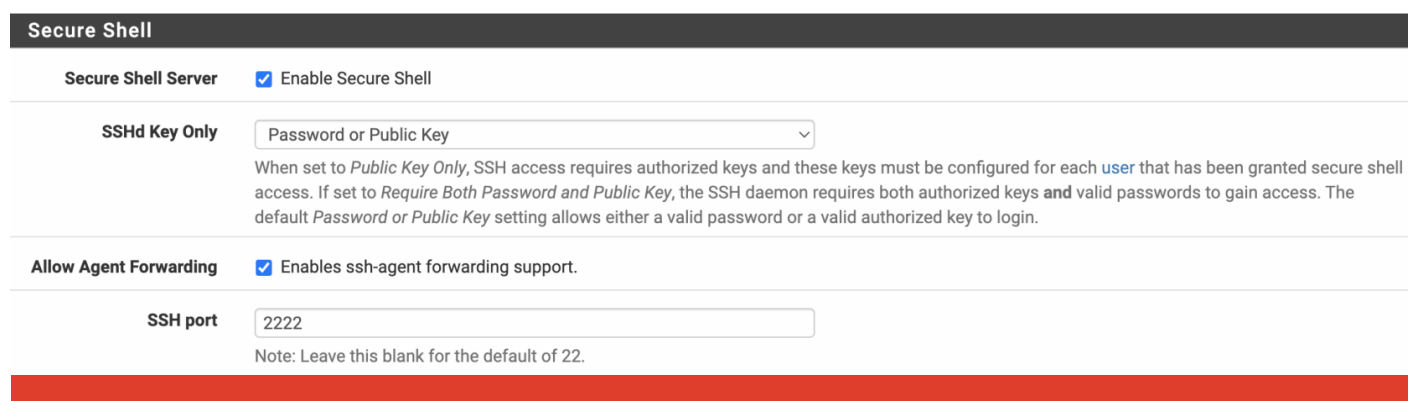 Secure Shell
Secure Shell Server
Enable Secure Shell
SSHd Key Only
Password or Public Key
When set to Public Key Only, SSH access requires authorized keys and these keys must be configured for each user that has been granted secure shell
access. If set to Require Both Password and Public Key, the SSH daemon requires both authorized keys and valid passwords to gain access. The
default Password or Public Key setting allows either a valid password or a valid authorized key to login.
Allow Agent Forwarding
Enables ssh-agent forwarding support.
SSH port
2222
Note: Leave this blank for the default of 22.